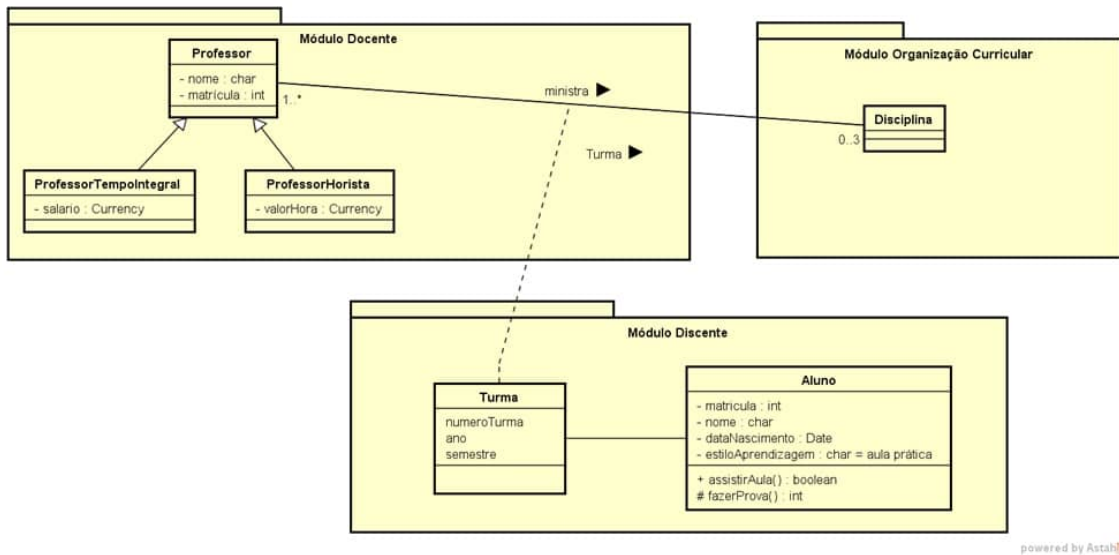 Módulo Docente
Professor
- nome : char
- matrícula : int
1..*
ministra
Turma
ProfessorTempoIntegral
- salario : Currency
ProfessorHorista
- valorHora : Currency
Módulo Organização Curricular
Disciplina
0..3
Módulo Discente
Turma
numeroTurma
ano
semestre
Aluno
- matricula : int
- nome : char
- dataNascimento : Date
- estiloAprendizagem : char = aula prática
+ assistirAula() : boolean
# fazerProva() : int
powered by Astah